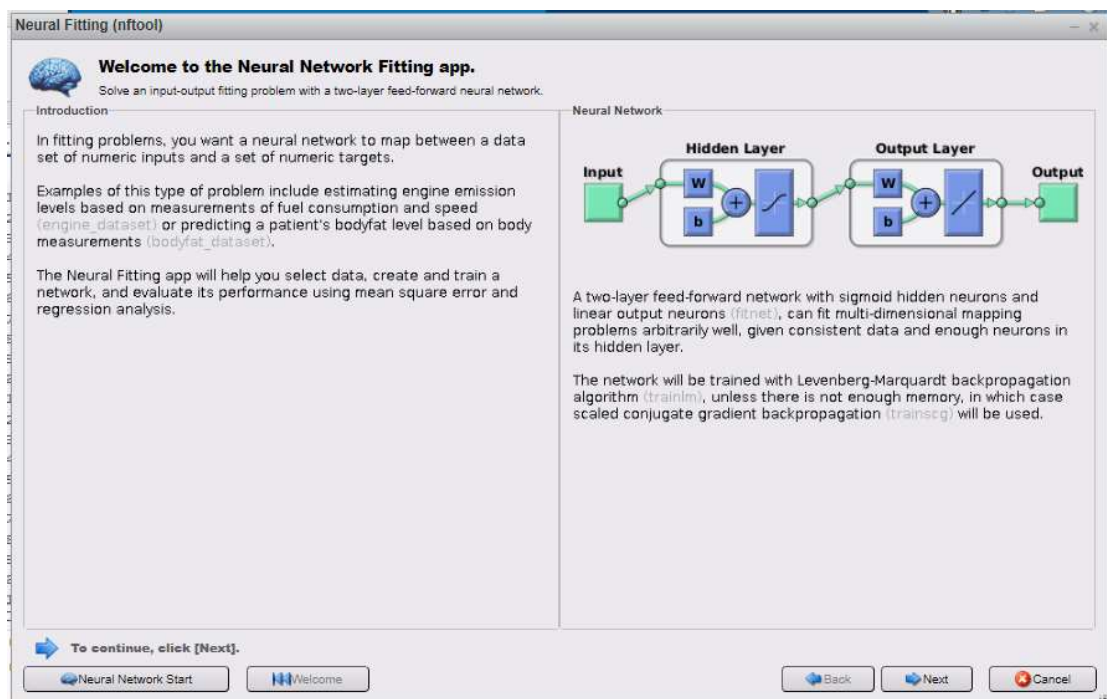 Neural Fitting (nftool)
Welcome to the Neural Network Fitting app.
Solve an input-output fitting problem with a two-layer feed-forward neural network.
Introduction
In fitting problems, you want a neural network to map between a data
set of numeric inputs and a set of numeric targets.
Examples of this type of problem include estimating engine emission
levels based on measurements of fuel consumption and speed
(engine_dataset) or predicting a patient's bodyfat level based on body
measurements (bodyfat_dataset).
The Neural Fitting app will help you select data, create and train a
network, and evaluate its performance using mean square error and
regression analysis.
Neural Network
Hidden Layer
Output Layer
Input
Output
W
b
+
W
b
+
A two-layer feed-forward network with sigmoid hidden neurons and
linear output neurons (fitnet), can fit multi-dimensional mapping
problems arbitrarily well, given consistent data and enough neurons in
its hidden layer.
The network will be trained with Levenberg-Marquardt backpropagation
algorithm (trainlm), unless there is not enough memory, in which case
scaled conjugate gradient backpropagation (trainscg) will be used.
To continue, click [Next].
Neural Network Start
Welcome
Back
Next
Cancel